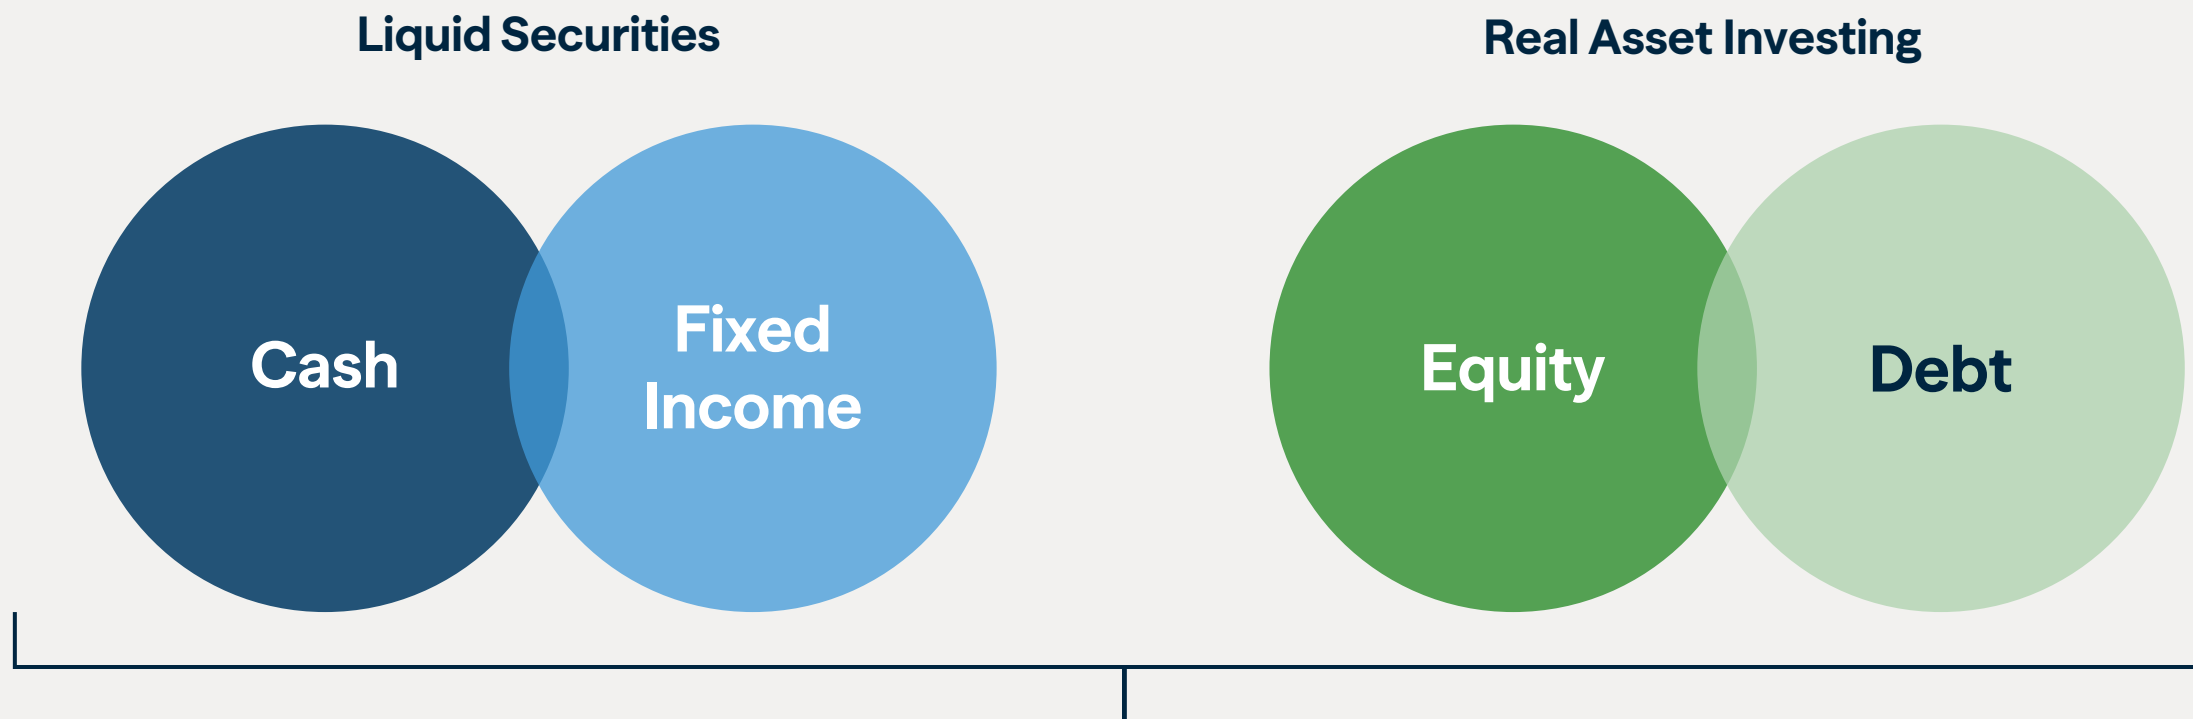 Liquid Securities
Real Asset Investing
Cash
Fixed
Income
Equity
Debt